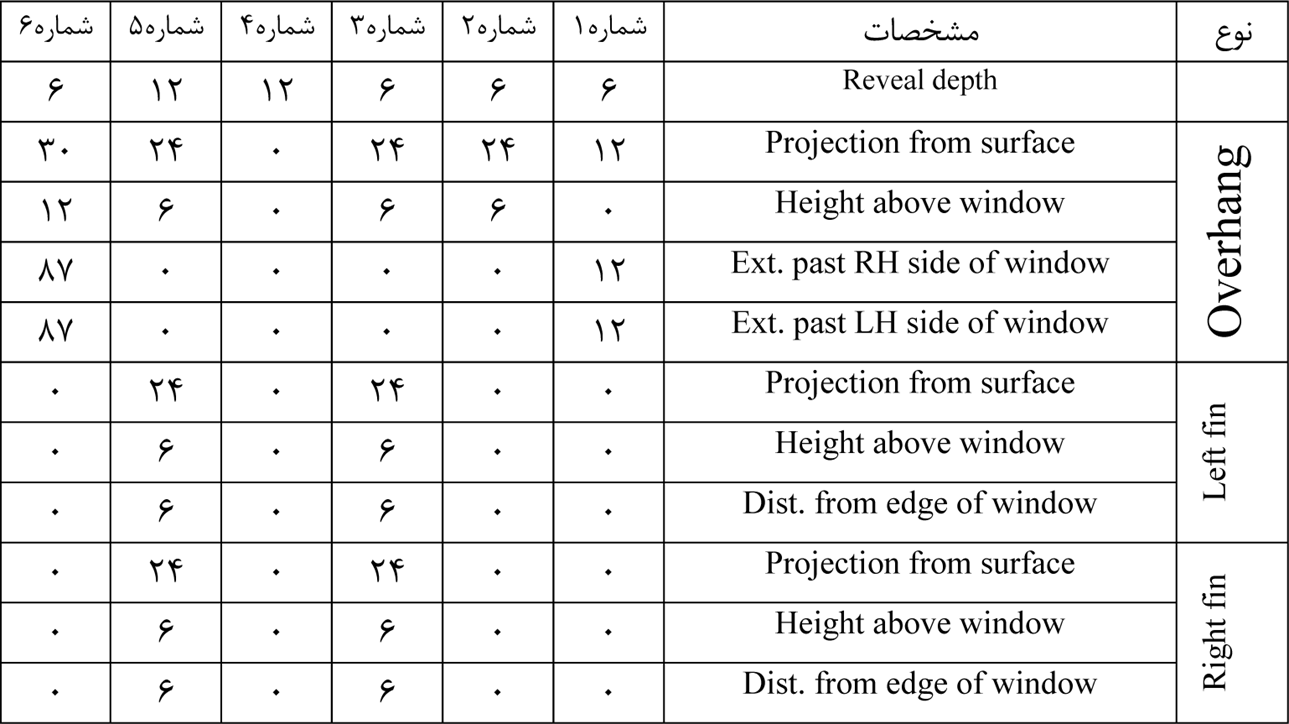 نوع مشخصات شماره۱ شماره۲ شماره۳ شماره۴ شماره۵ شماره۶
Reveal depth ۶ ۶ ۶ ۱۲ ۱۲ ۶
Overhang
Projection from surface ۱۲ ۲۴ ۲۴ ۰ ۲۴ ۳۰
Height above window ۰ ۶ ۶ ۰ ۶ ۱۲
Ext. past RH side of window ۱۲ ۰ ۰ ۰ ۰ ۸۷
Ext. past LH side of window ۱۲ ۰ ۰ ۰ ۰ ۸۷
Left fin
Projection from surface ۰ ۰ ۲۴ ۰ ۲۴ ۰
Height above window ۰ ۰ ۶ ۰ ۶ ۰
Dist. from edge of window ۰ ۰ ۶ ۰ ۶ ۰
Right fin
Projection from surface ۰ ۰ ۲۴ ۰ ۲۴ ۰
Height above window ۰ ۰ ۶ ۰ ۶ ۰
Dist. from edge of window ۰ ۰ ۶ ۰ ۶ ۰